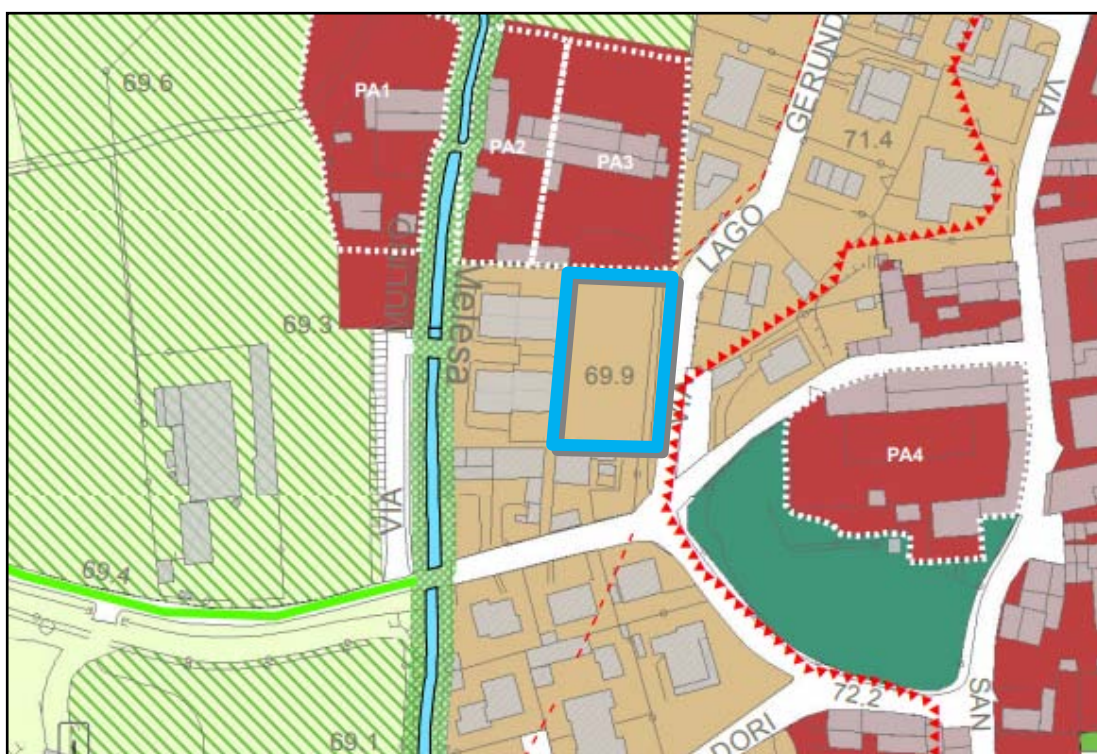 69.6
PA1
PA2
PA3
GERUND
71.4
VIA
LAGO
Melesa
69.3
69.9
VIA
PA4
69.4
72.2
SAN
DORI
69.1